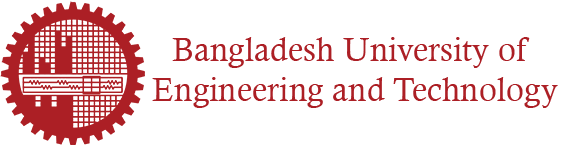 Bangladesh University of
Engineering and Technology